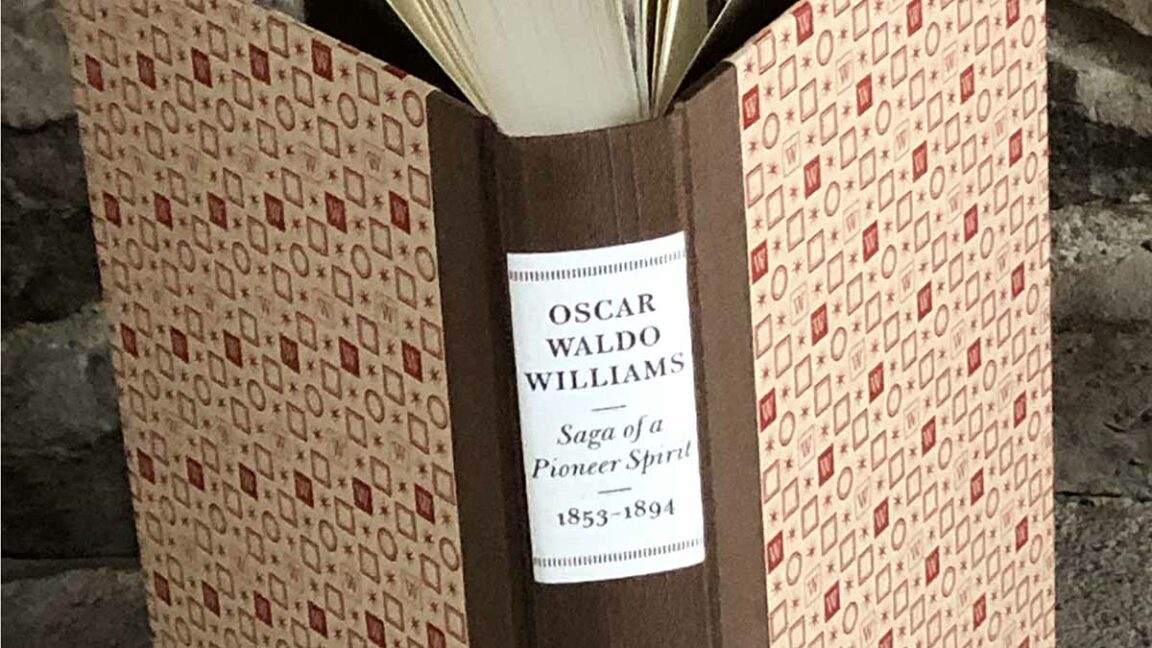 OSCAR
WALDO
WILLIAMS
Saga of a
Pioneer Spirit
1853–1894